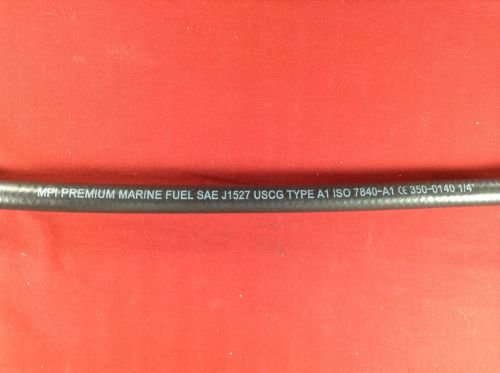 MPI PREMIUM MARINE FUEL SAE J1527 USCG TYPE A1 ISO 7840-A1 CE 350-0140 1/4"